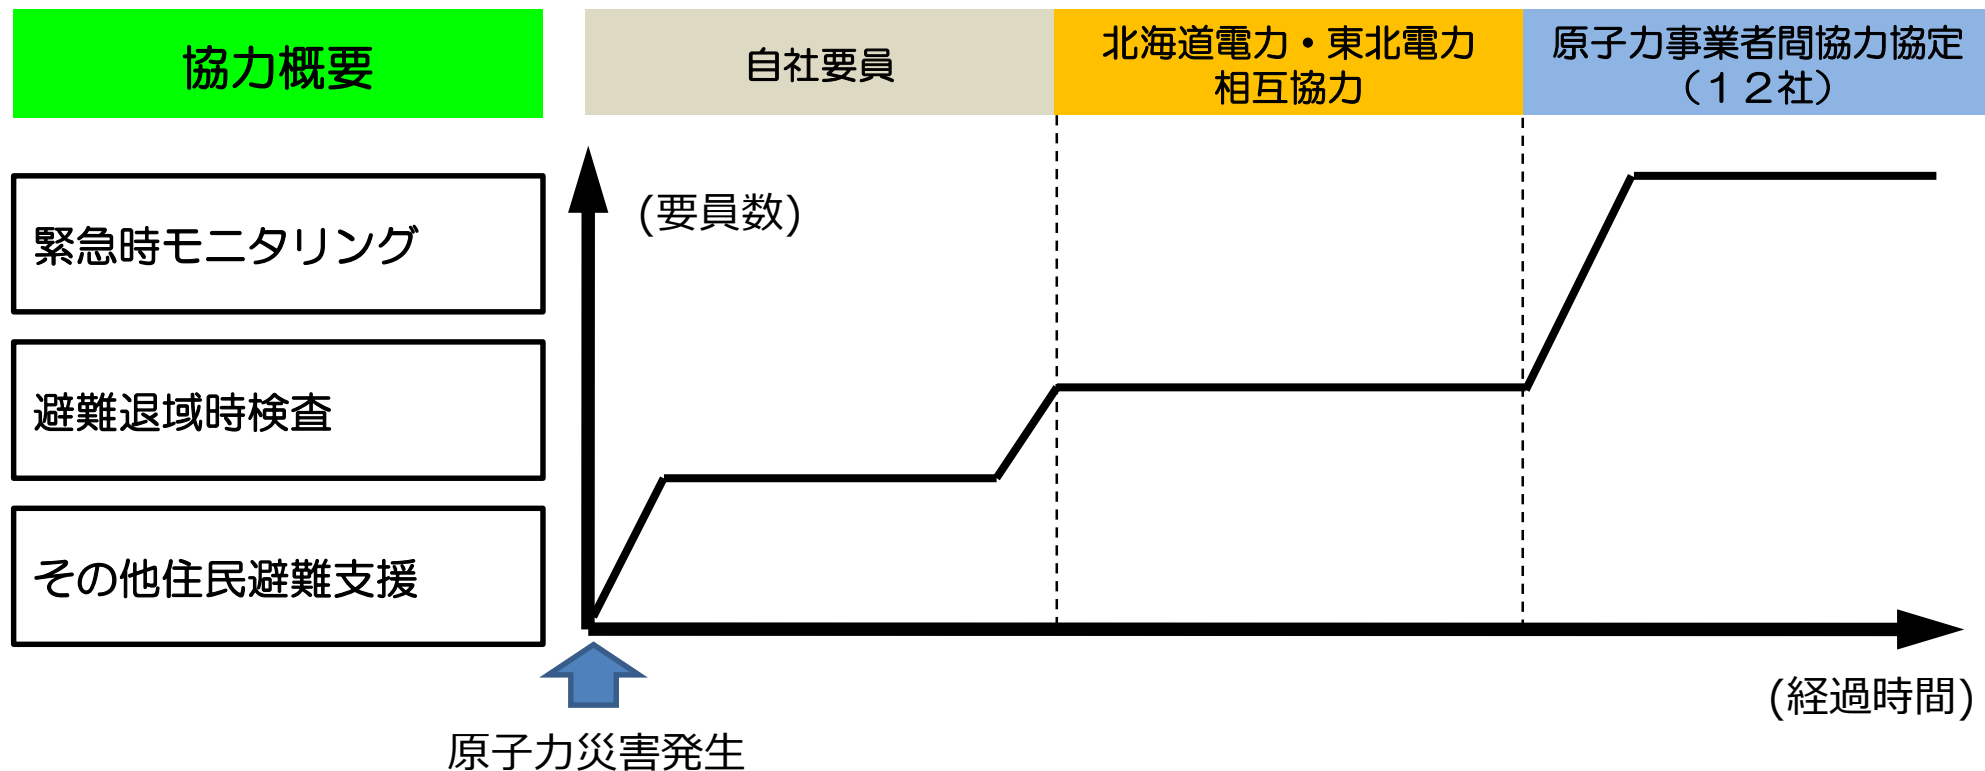 協力概要
自社要員
北海道電力・東北電力
相互協力
原子力事業者間協力協定
（１２社）
緊急時モニタリング
避難退域時検査
その他住民避難支援
(要員数)
(経過時間)
原子力災害発生